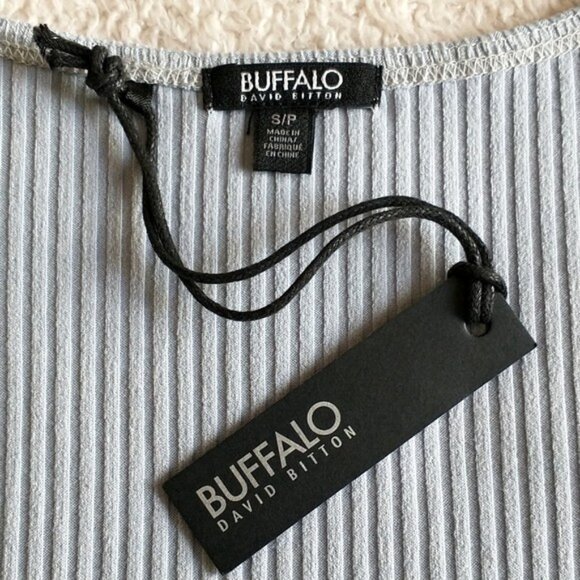 BUFFALO
DAVID BITTON
S/P
MADE IN
CHINA/
FABRIQUÉ
EN CHINE
BUFFALO
DAVID BITTON